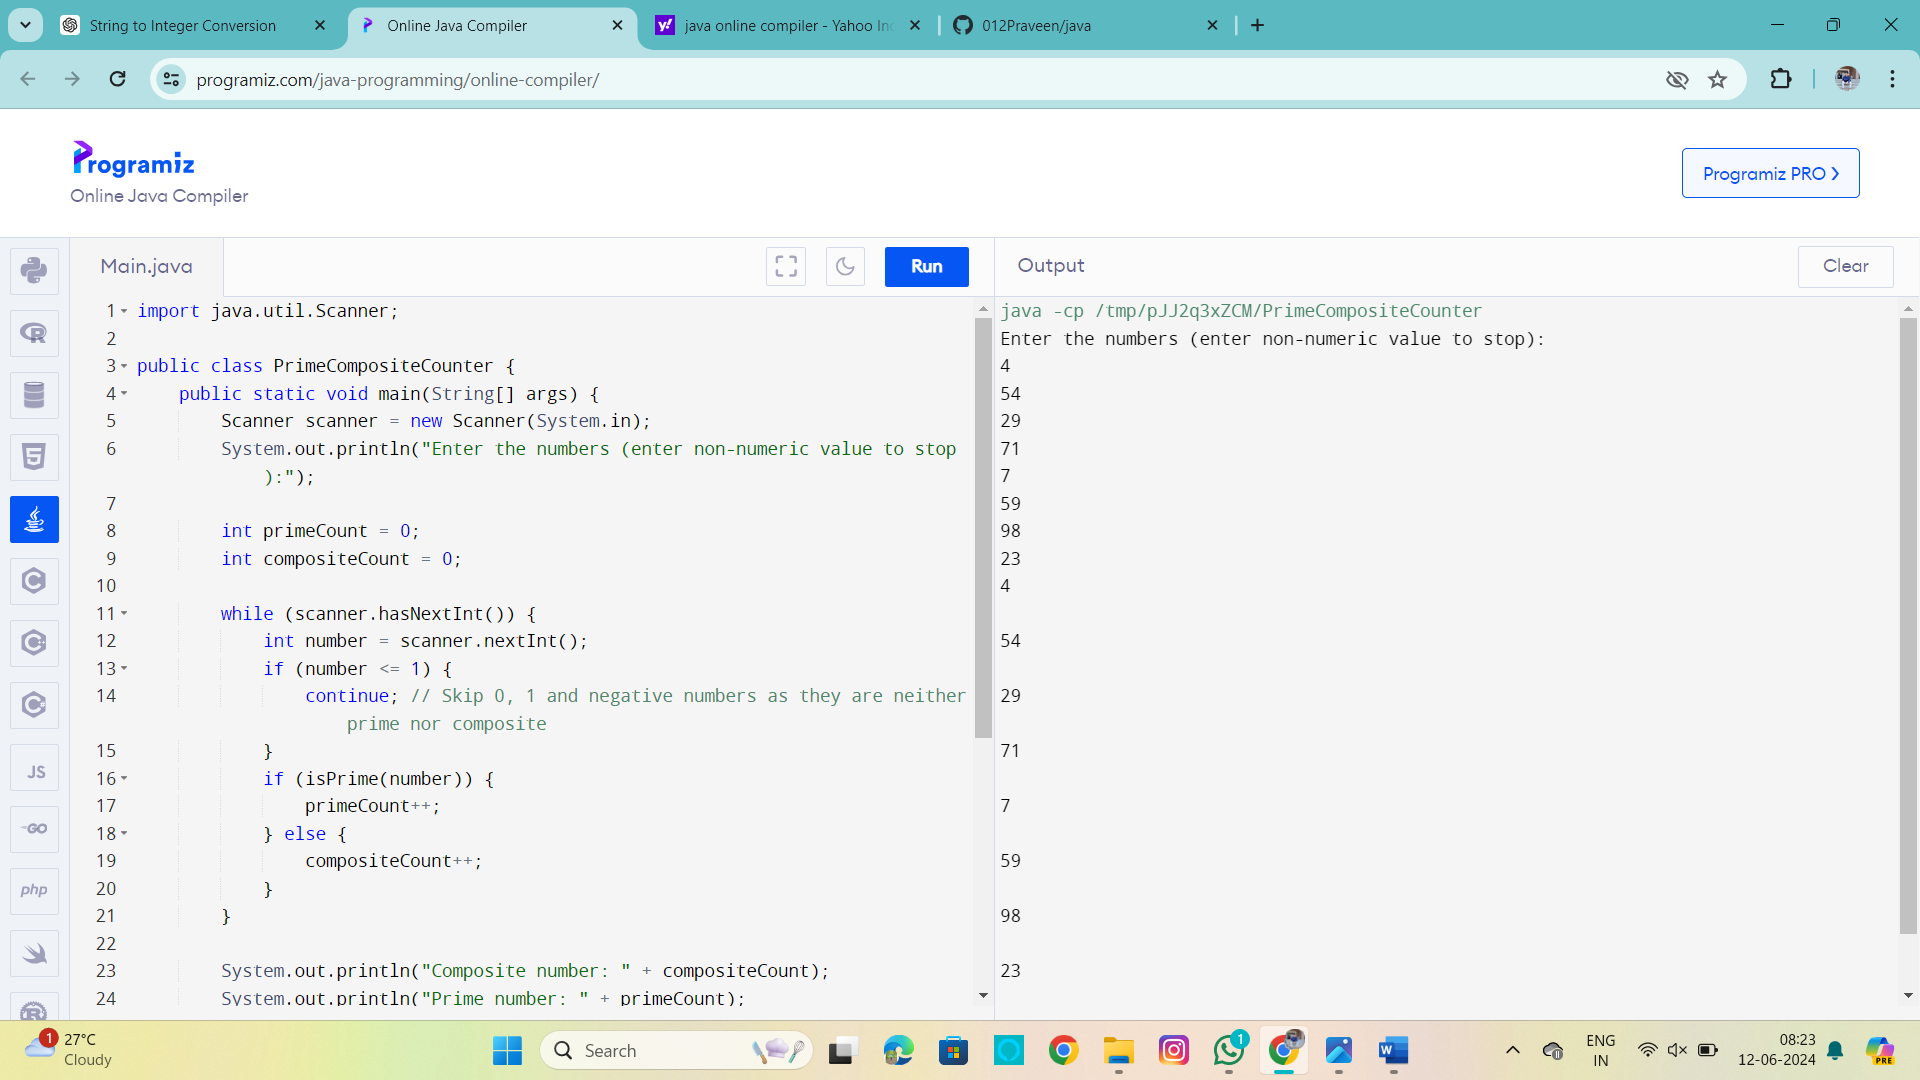 String to Integer Conversion
Online Java Compiler
java online compiler - Yahoo In
012Praveen/java
programiz.com/java-programming/online-compiler/
Programiz
Online Java Compiler
Programiz PRO >
Main.java
Run
Output
Clear
1 import java.util.Scanner;
2
3 public class PrimeCompositeCounter {
4 public static void main(String[] args) {
5 Scanner scanner = new Scanner(System.in);
6 System.out.println("Enter the numbers (enter non-numeric value to stop
):");
7
8 int primeCount = 0;
9 int compositeCount = 0;
10
11 while (scanner.hasNextInt()) {
12 int number = scanner.nextInt();
13 if (number <= 1) {
14 continue; // Skip 0, 1 and negative numbers as they are neither
prime nor composite
15 }
16 if (isPrime(number)) {
17 primeCount++;
18 } else {
19 compositeCount++;
20 }
21 }
22
23 System.out.println("Composite number: " + compositeCount);
24 System.out.println("Prime number: " + primeCount);
java -cp /tmp/pJJ2q3xZCM/PrimeCompositeCounter
Enter the numbers (enter non-numeric value to stop):
4
54
29
71
7
59
98
23
4
54
29
71
7
59
98
23
JS
GO
php
1
27°C
Cloudy
Search
1
W
ENG
IN
08:23
12-06-2024
PRE